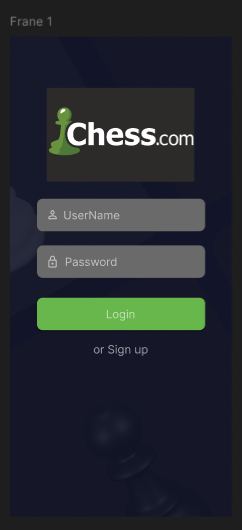 Frane 1
Chess.com
UserName
Password
Login
or Sign up